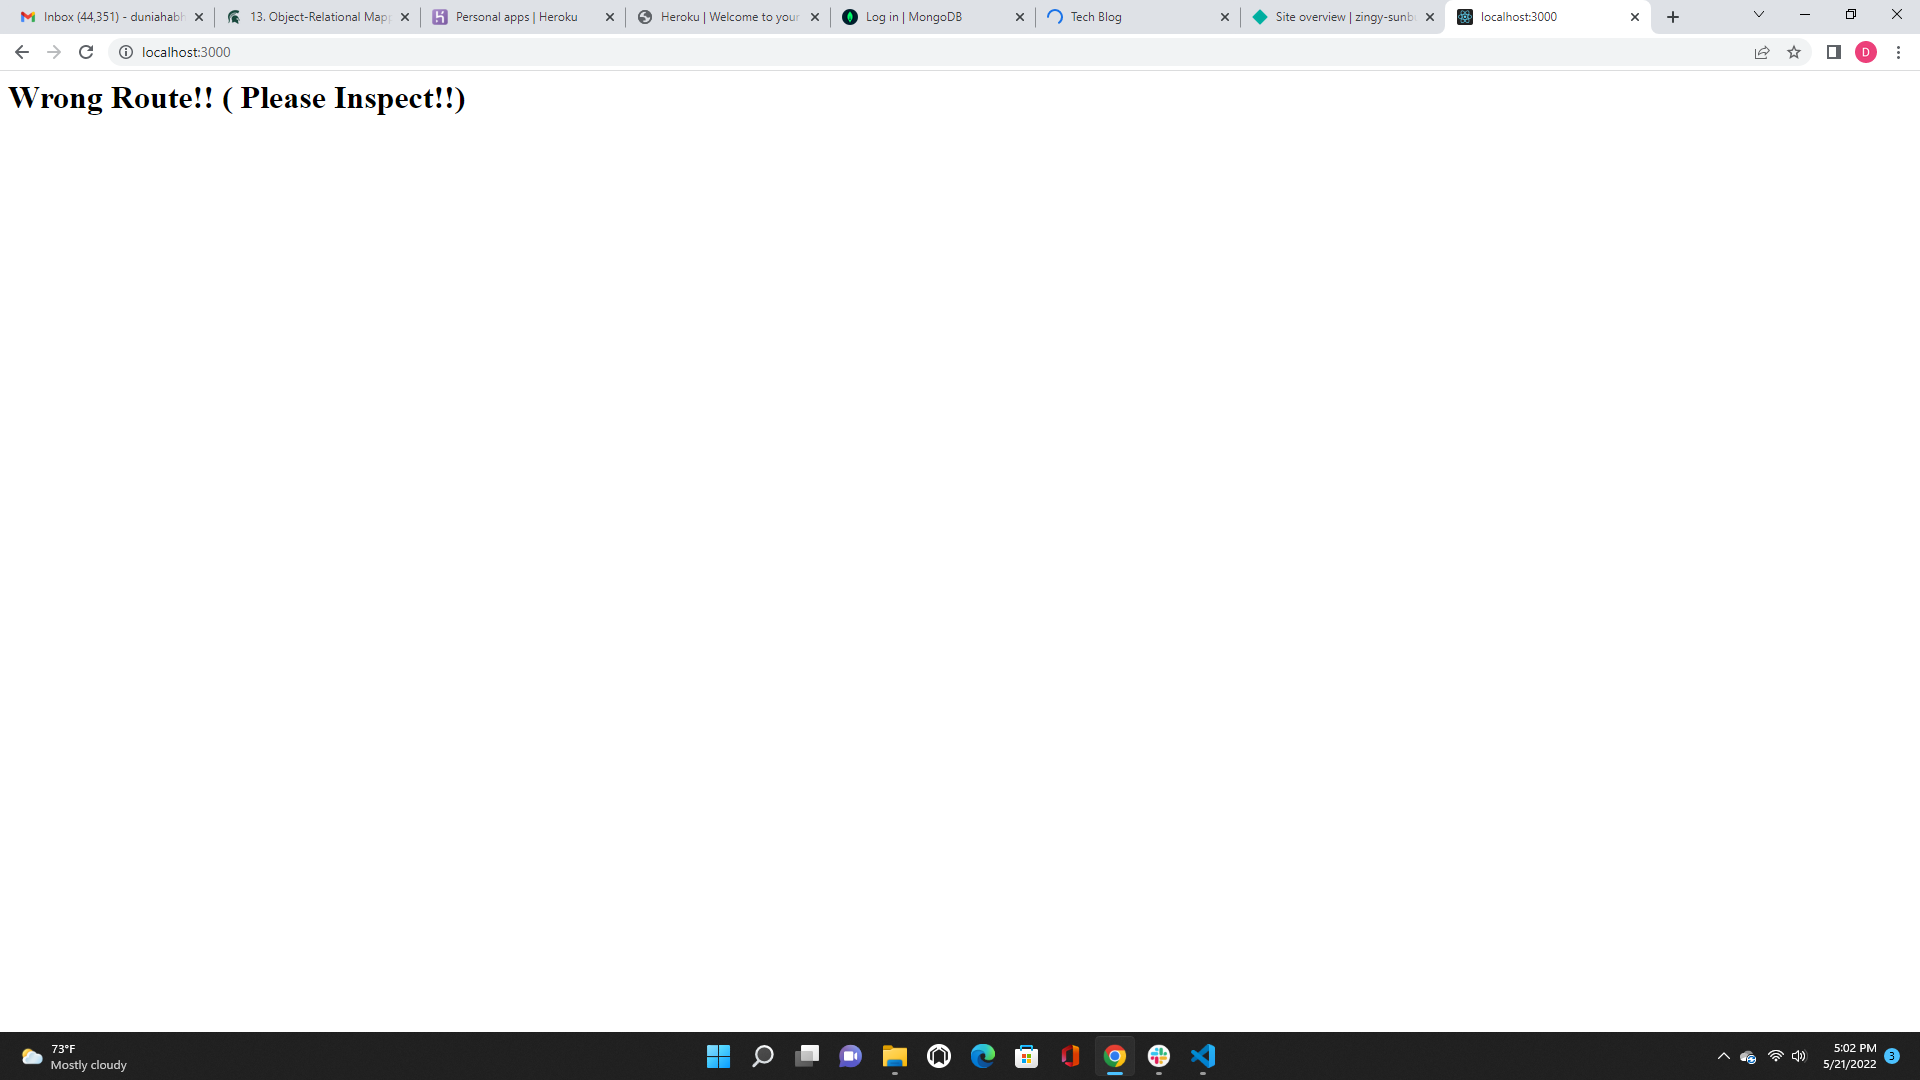 Inbox (44,351) - duniahabh
13. Object-Relational Mapp
Personal apps | Heroku
Heroku | Welcome to your
Log in | MongoDB
Tech Blog
Site overview | zingy-sunb
localhost:3000
localhost:3000
D
Wrong Route!! ( Please Inspect!!)
73°F
Mostly cloudy
5:02 PM
5/21/2022
3